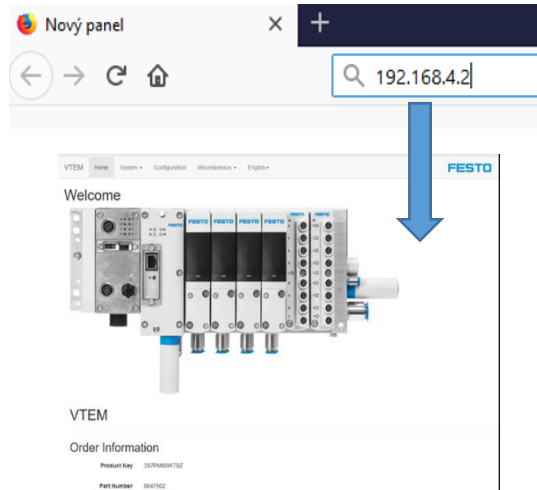 Nový panel
192.168.4.2
VTEM Home System Configuration Miscellaneous English
FESTO
Welcome
FESTO FESTO FESTO FESTO
VTEM
Order Information
Product Key
Part Number 8047502